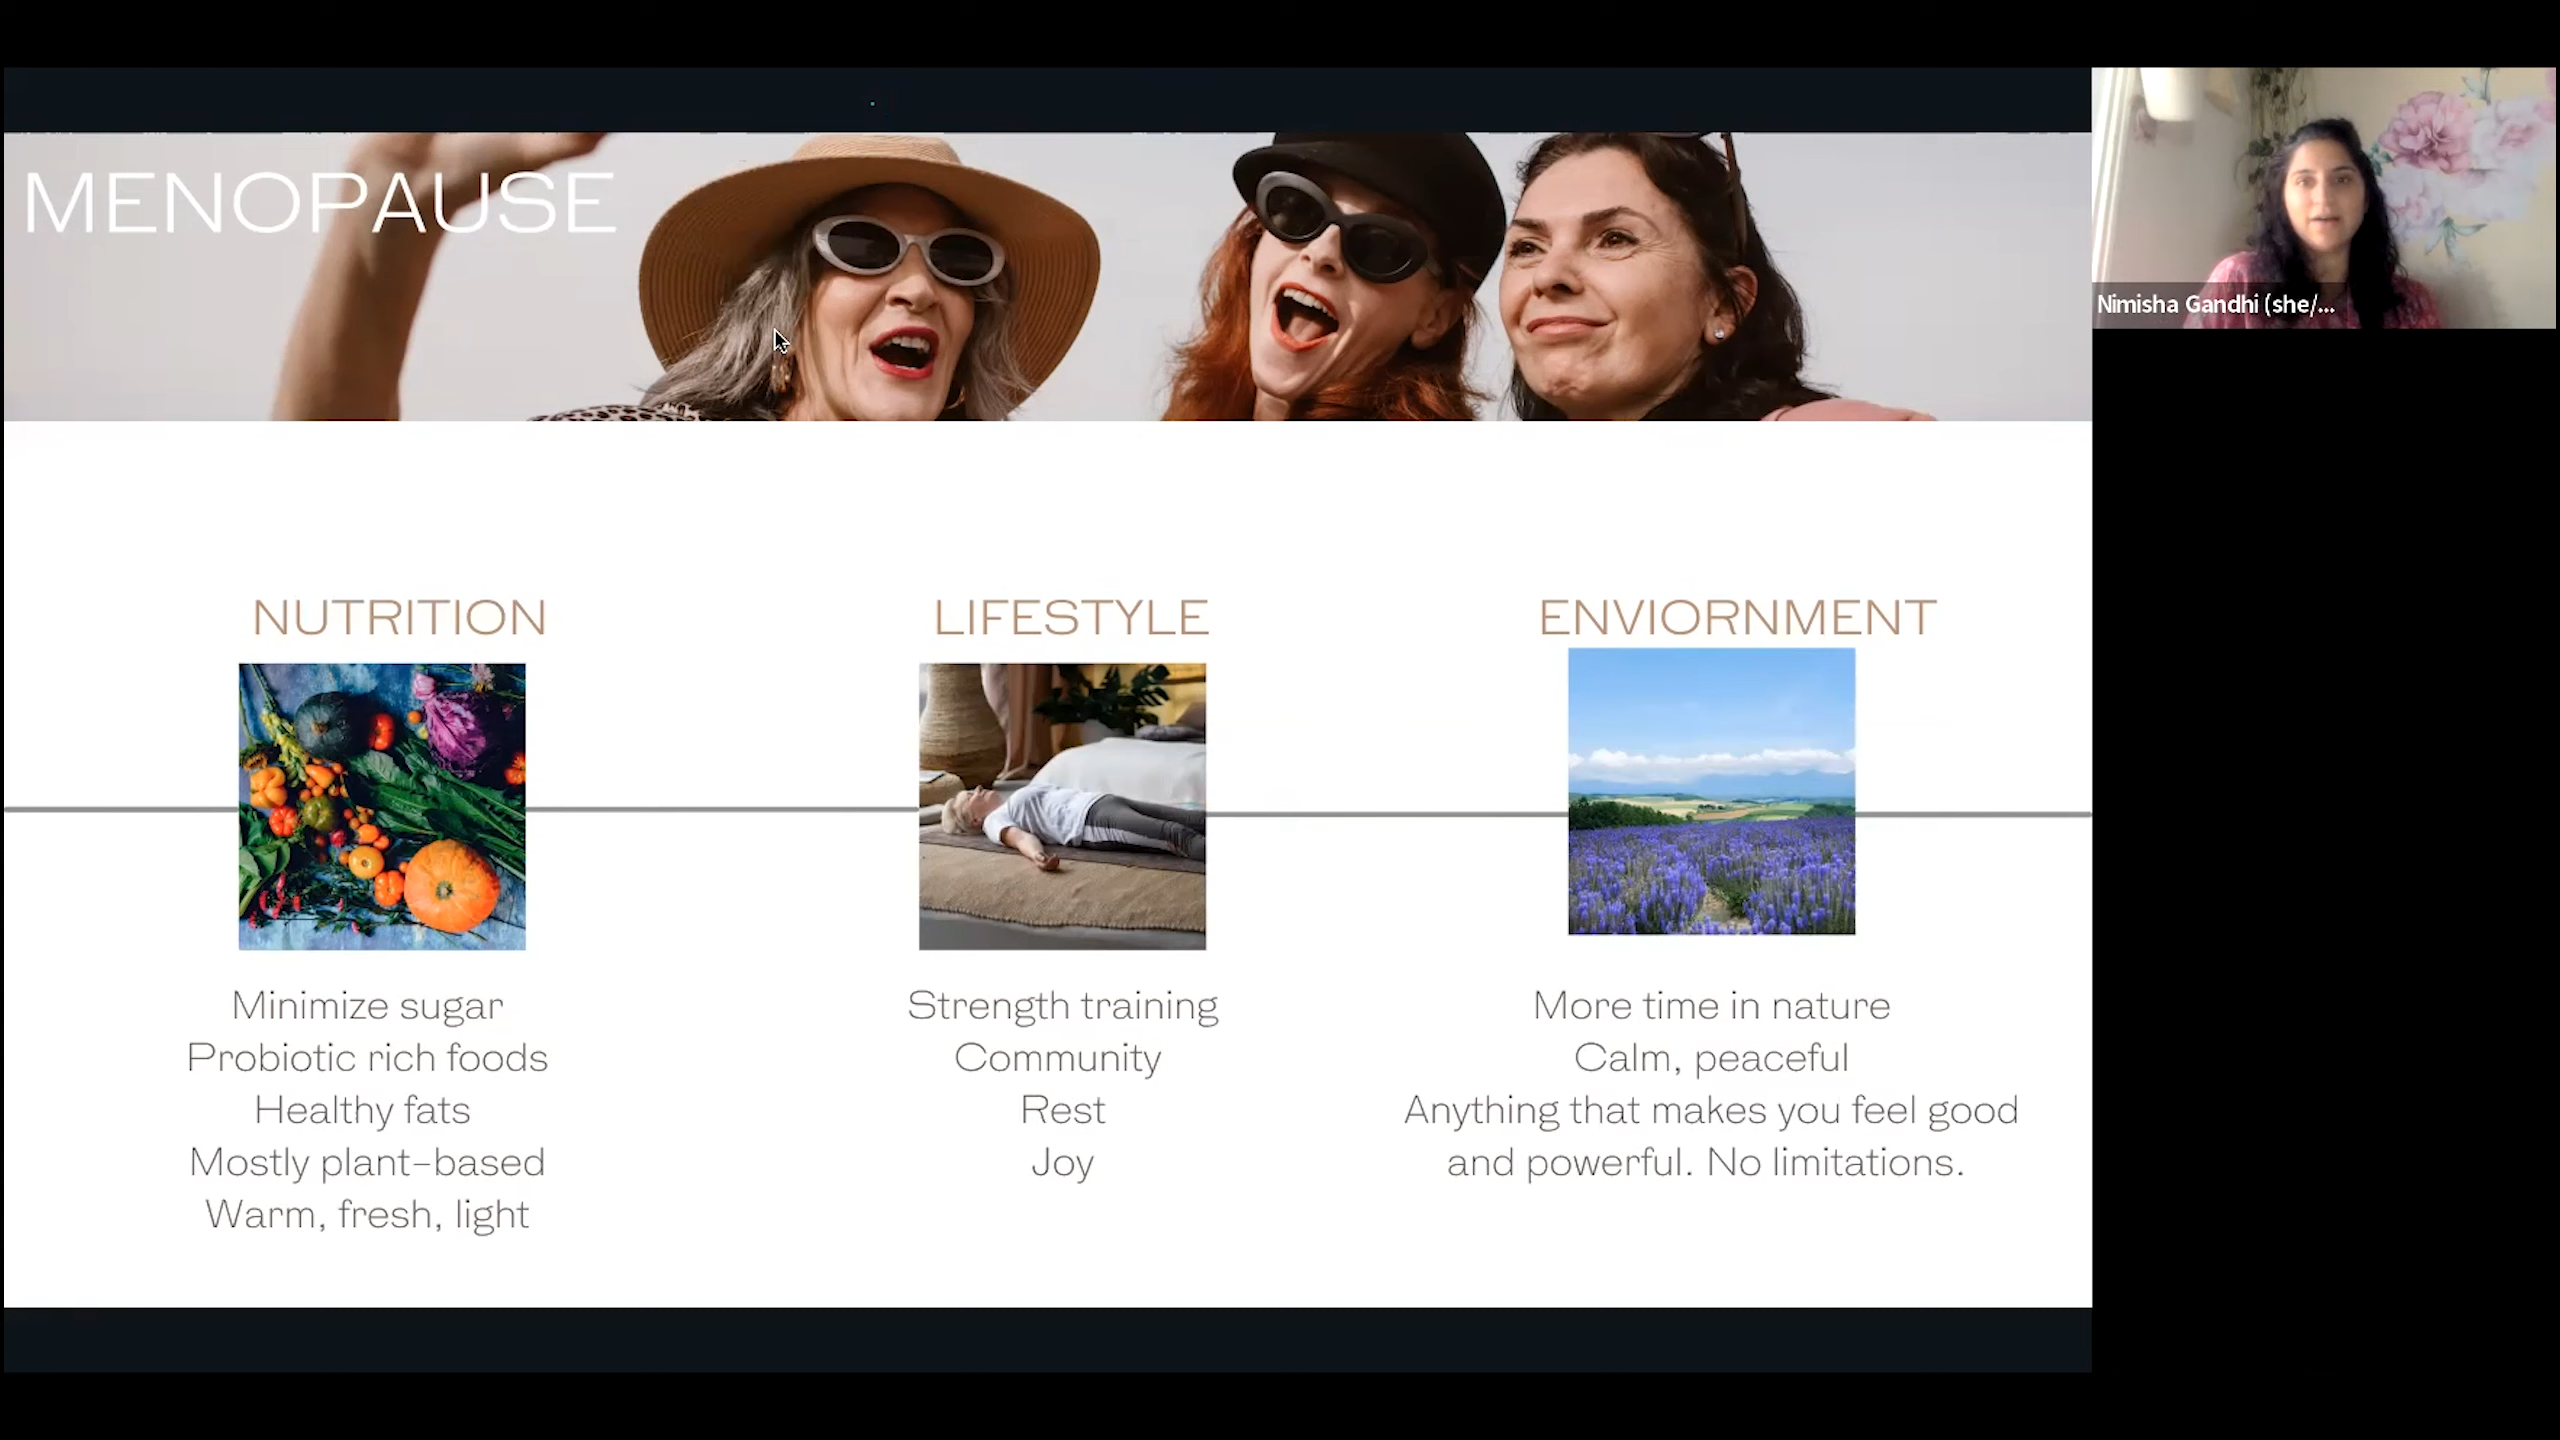 MENOPAUSE
Nimisha Gandhi (she/...
NUTRITION
LIFESTYLE
ENVIORNMENT
Minimize sugar
Probiotic rich foods
Healthy fats
Mostly plant-based
Warm, fresh, light
Strength training
Community
Rest
Joy
More time in nature
Calm, peaceful
Anything that makes you feel good
and powerful. No limitations.